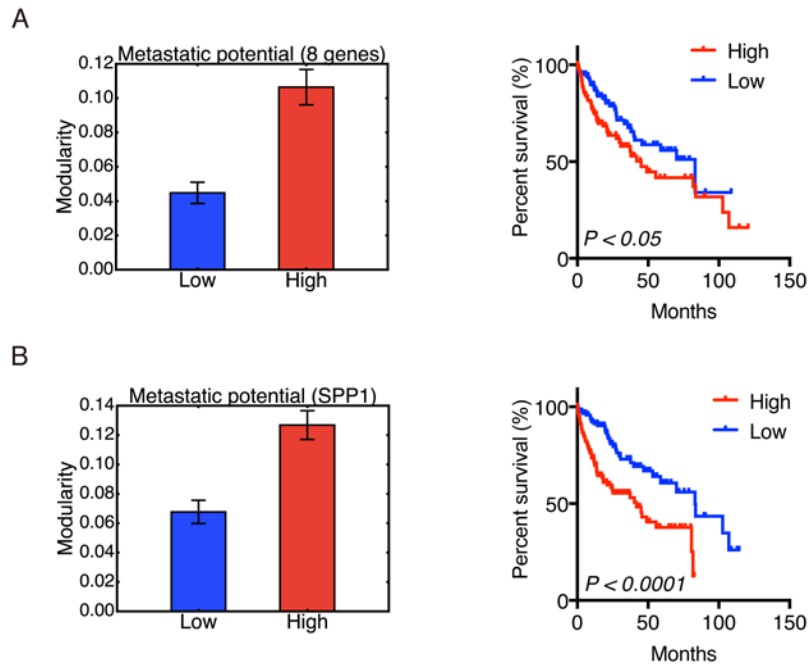 A
Metastatic potential (8 genes)
Modularity
0.12
0.10
0.08
0.06
0.04
0.02
0.00
Low
High
High
Low
Percent survival (%)
100
50
0
P < 0.05
0
50
100
150
Months
B
Metastatic potential (SPP1)
Modularity
0.14
0.12
0.10
0.08
0.06
0.04
0.02
0.00
Low
High
High
Low
Percent survival (%)
100
50
0
P < 0.0001
0
50
100
150
Months